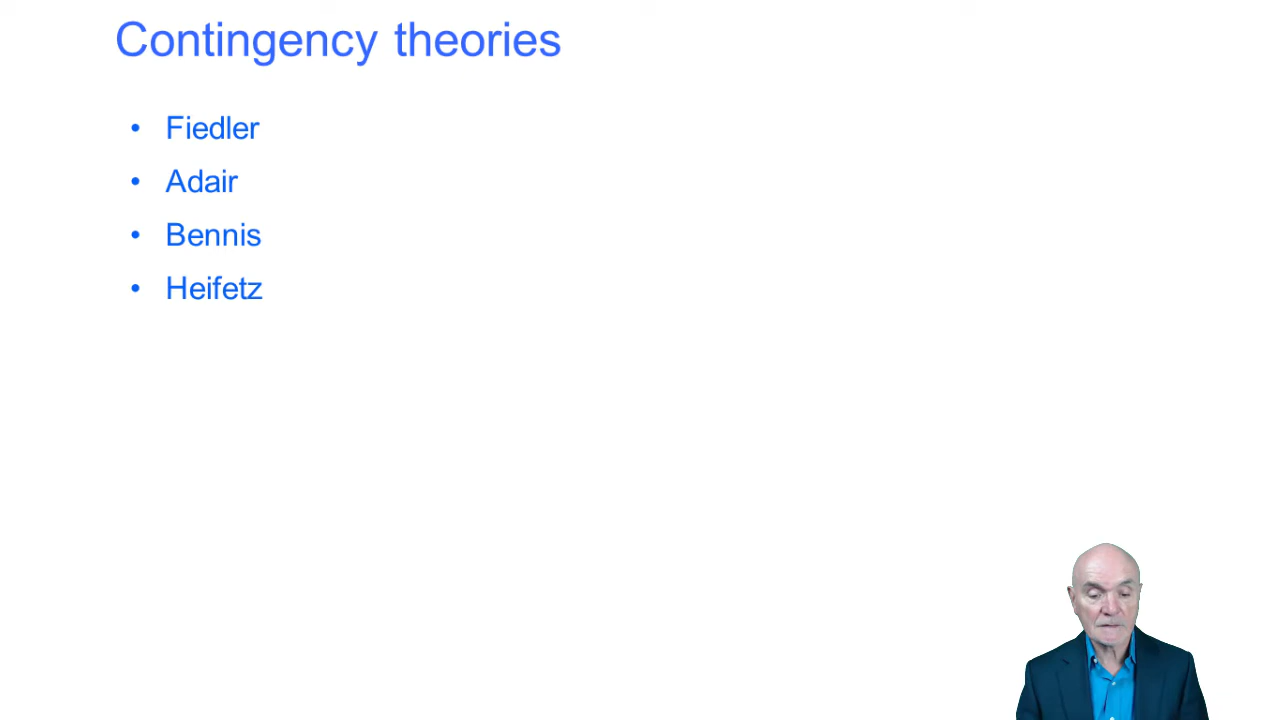 Contingency theories
• Fiedler
• Adair
• Bennis
• Heifetz